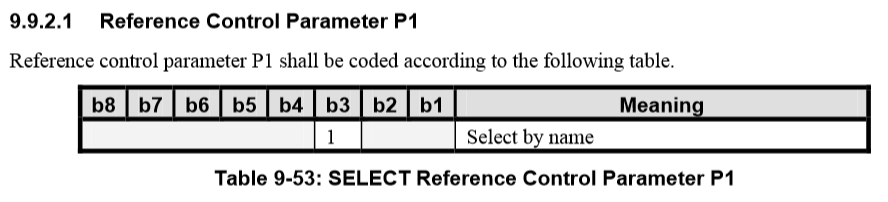 9.9.2.1 Reference Control Parameter P1
Reference control parameter P1 shall be coded according to the following table.
b8 b7 b6 b5 b4 b3 b2 b1 Meaning
1 Select by name
Table 9-53: SELECT Reference Control Parameter P1